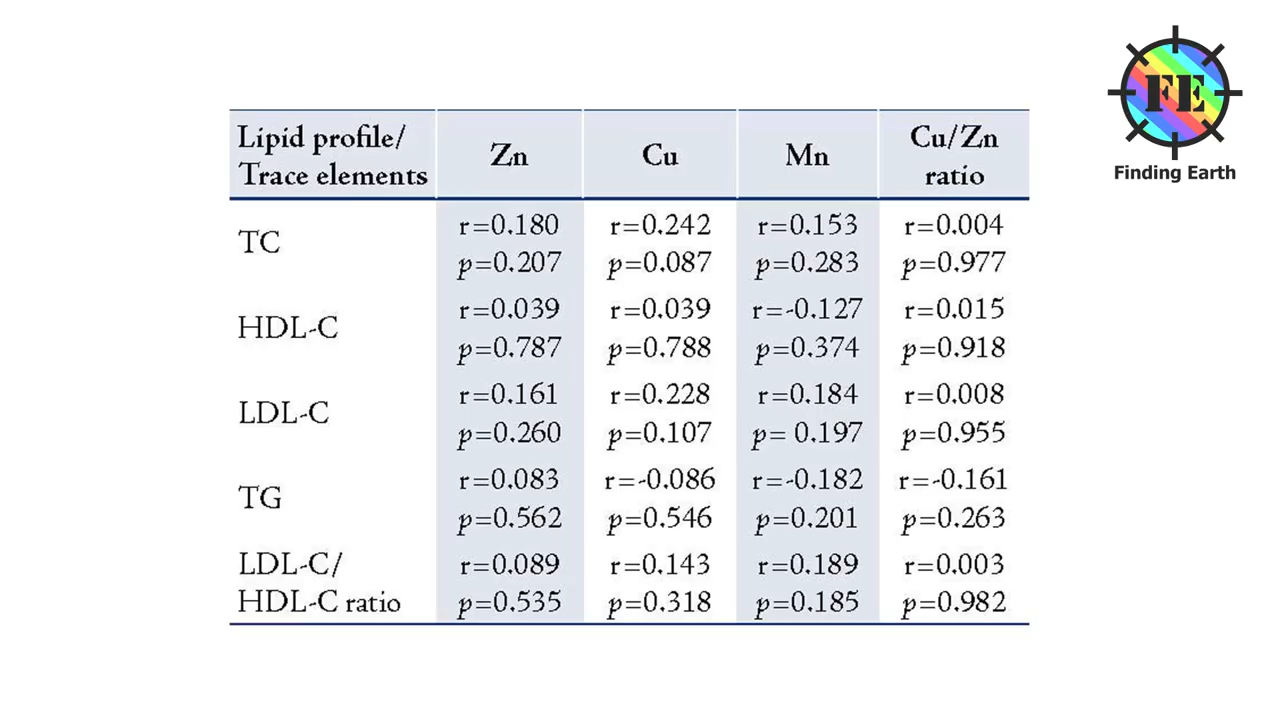 Lipid profile/
Trace elements
Zn
Cu
Mn
Cu/Zn
ratio
TC
r=0.180
r=0.242
r=0.153
r=0.004
p=0.207
p=0.087
p=0.283
p=0.977
HDL-C
r=0.039
r=0.039
r=-0.127
r=0.015
p=0.787
p=0.788
p=0.374
p=0.918
LDL-C
r=0.161
r=0.228
r=0.184
r=0.008
p=0.260
p=0.107
p= 0.197
p=0.955
TG
r=0.083
r=-0.086
r=-0.182
r=-0.161
p=0.562
p=0.546
p=0.201
p=0.263
LDL-C/
HDL-C ratio
r=0.089
r=0.143
r=0.189
r=0.003
p=0.535
p=0.318
p=0.185
p=0.982
FE
Finding Earth